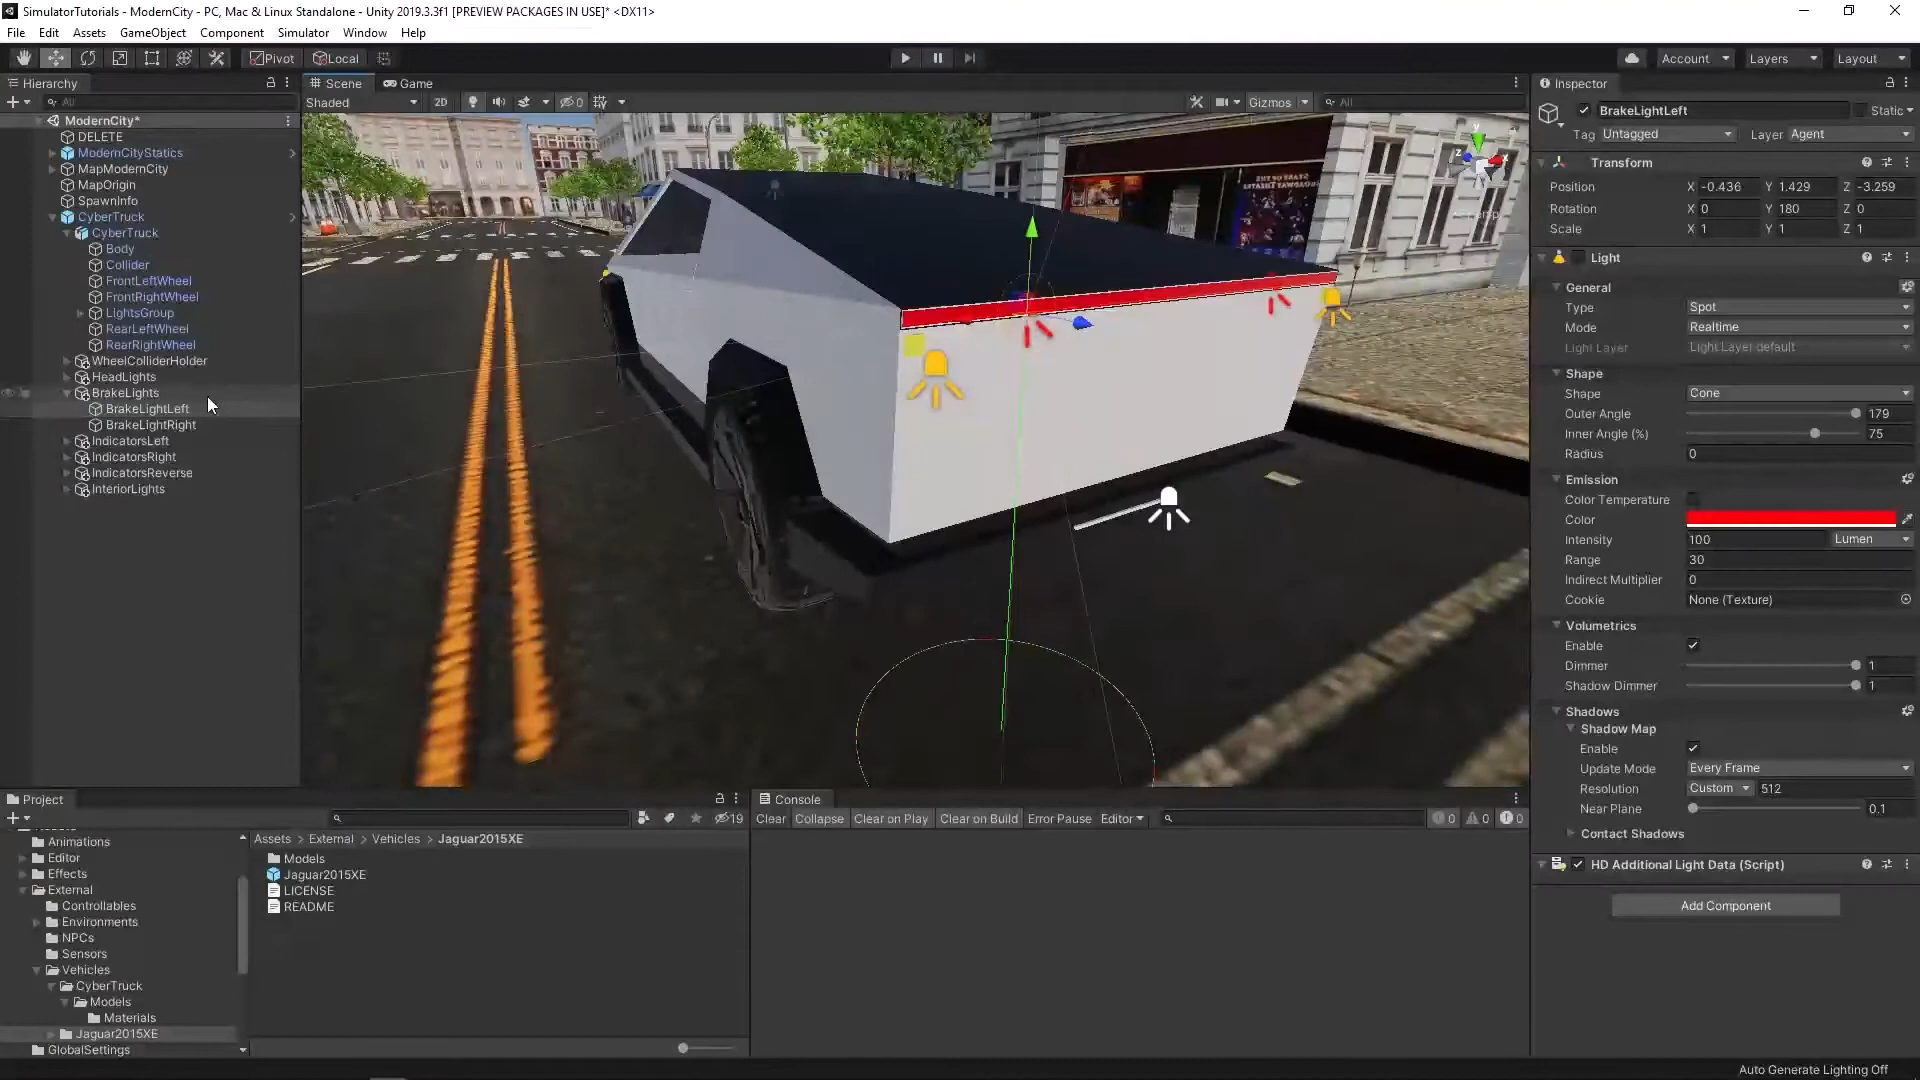 SimulatorTutorials - ModernCity - PC, Mac & Linux Standalone - Unity 2019.3.3f1 [PREVIEW PACKAGES IN USE]* <DX11>
File Edit Assets GameObject Component Simulator Window Help
Pivot Local Account Layers Layout
Hierarchy
All
ModernCity*
DELETE
ModernCityStatics
MapModernCity
MapOrigin
SpawnInfo
CyberTruck
CyberTruck
Body
Collider
FrontLeftWheel
FrontRightWheel
LightsGroup
RearLeftWheel
RearRightWheel
WheelColliderHolder
HeadLights
BrakeLights
BrakeLightLeft
BrakeLightRight
IndicatorsLeft
IndicatorsRight
IndicatorsReverse
InteriorLights
Scene Game
Shaded 2D 0 Gizmos All
y
z x
Persp
Inspector
BrakeLightLeft Static
Tag Untagged Layer Agent
Transform
Position X -0.436 Y 1.429 Z -3.259
Rotation X 0 Y 180 Z 0
Scale X 1 Y 1 Z 1
Light
General
Type Spot
Mode Realtime
Light Layer Light Layer default
Shape
Shape Cone
Outer Angle 179
Inner Angle (%) 75
Radius 0
Emission
Color Temperature
Color
Intensity 100 Lumen
Range 30
Indirect Multiplier 0
Cookie None (Texture)
Volumetrics
Enable
Dimmer 1
Shadow Dimmer 1
Shadows
Shadow Map
Enable
Update Mode Every Frame
Resolution Custom 512
Near Plane 0.1
Contact Shadows
HD Additional Light Data (Script)
Add Component
Project
19
Animations
Editor
Effects
External
Controllables
Environments
NPCs
Sensors
Vehicles
CyberTruck
Models
Materials
Jaguar2015XE
GlobalSettings
Assets > External > Vehicles > Jaguar2015XE
Models
Jaguar2015XE
LICENSE
README
Console
Clear Collapse Clear on Play Clear on Build Error Pause Editor 0 0 0
Auto Generate Lighting Off